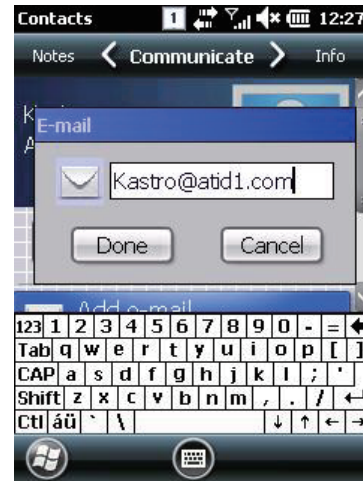 Contacts 1 12:27
Notes Communicate Info
E-mail
Kastro@atid1.com
Done Cancel
Add e-mail
123 1 2 3 4 5 6 7 8 9 0 - =
Tab q w e r t y u i o p [ ]
CAP a s d f g h j k l ; '
Shift z x c v b n m , . /
Ctl áü ` \